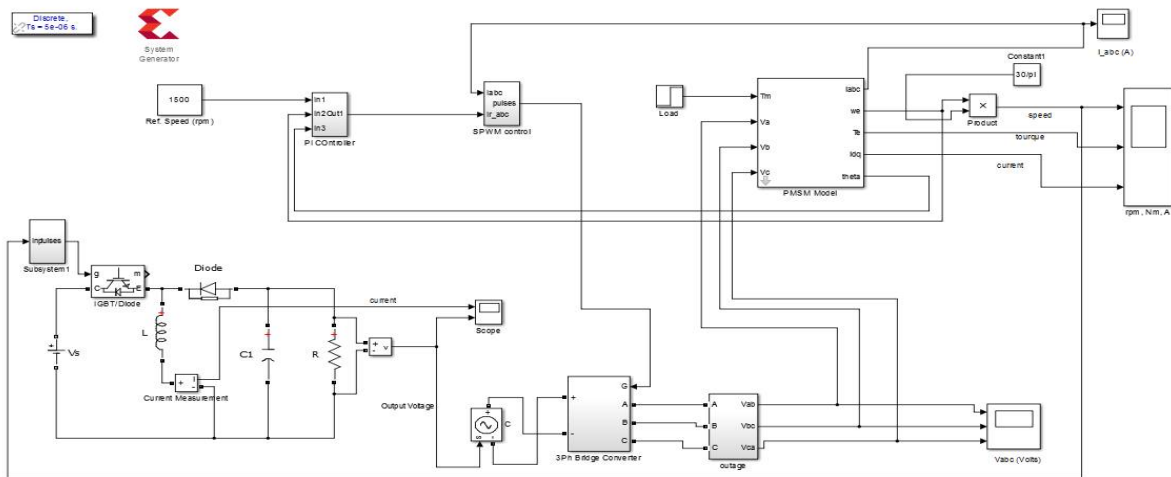 Discrete,
Ts = 5e-06 s.
System
Generator
1500
Ref. Speed (rpm)
In1
In2
Out1
In3
PI COntroller
Iabc
pulses
Ir_abc
SPWM control
Load
Tm
Va
Vb
Vc
Iabc
we
Te
Idq
theta
PMSM Model
I_abc (A)
Constant1
30/pi
×
Product
speed
tourque
current
rpm, Nm, A
Inpulses
Subsystem1
g
m
C
E
IGBT/Diode
Diode
current
Scope
L
Vs
C1
R
+
-
v
+
i
-
Current Measurement
Output Voltage
+
s
-
C
G
+
A
B
-
C
3Ph Bridge Converter
A
Vab
B
Vbc
C
Vca
outage
Vabc (Volts)